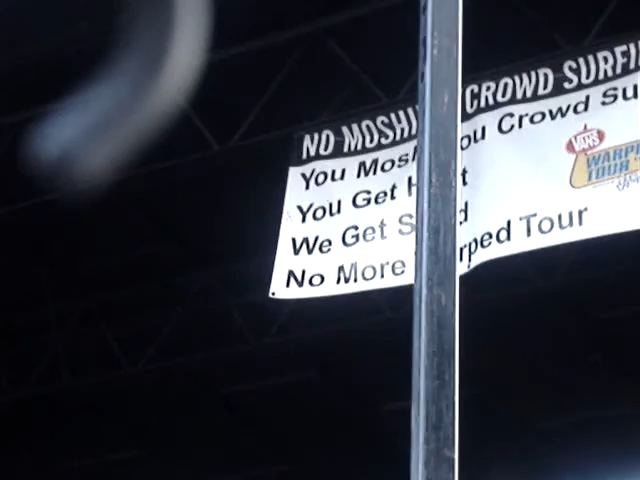 NO MOSHI CROWD SURFI
You Mosh ou Crowd Su
You Get H t
We Get S d
No More rped Tour
VANS
WARPE
TOUR